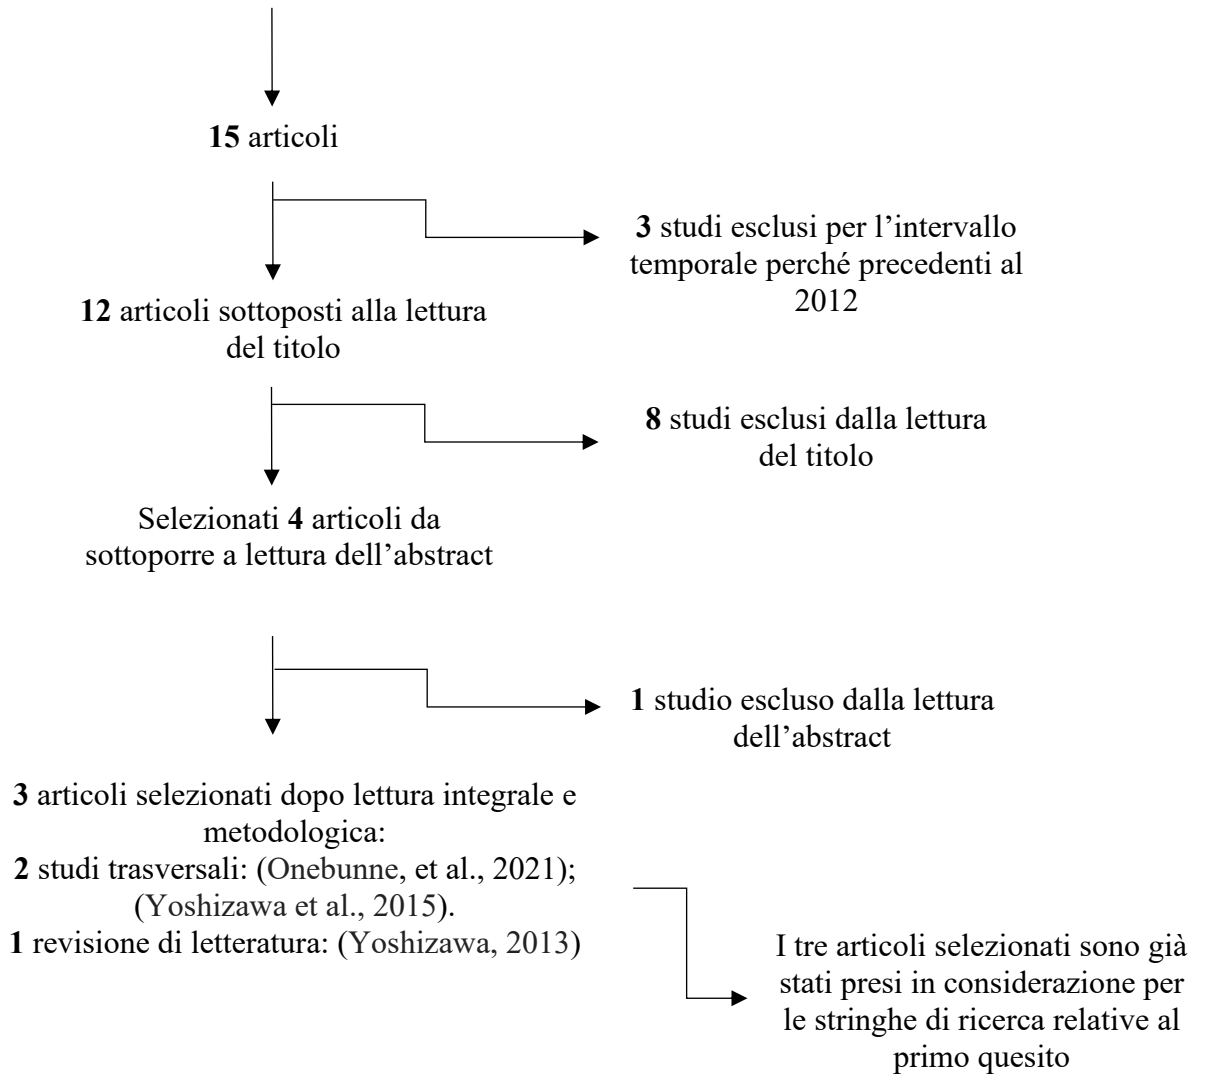 15 articoli
3 studi esclusi per l’intervallo
temporale perché precedenti al
2012
12 articoli sottoposti alla lettura
del titolo
8 studi esclusi dalla lettura
del titolo
Selezionati 4 articoli da
sottoporre a lettura dell’abstract
1 studio escluso dalla lettura
dell’abstract
3 articoli selezionati dopo lettura integrale e
metodologica:
2 studi trasversali: (Onebunne, et al., 2021);
(Yoshizawa et al., 2015).
1 revisione di letteratura: (Yoshizawa, 2013)
I tre articoli selezionati sono già
stati presi in considerazione per
le stringhe di ricerca relative al
primo quesito